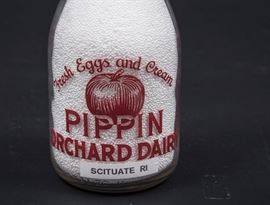 Fresh Eggs and Cream
PIPPIN
ORCHARD DAIR
SCITUATE RI